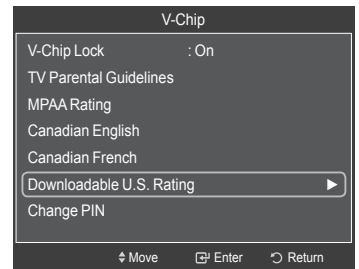 V-Chip
V-Chip Lock : On
TV Parental Guidelines
MPAA Rating
Canadian English
Canadian French
Downloadable U.S. Rating
Change PIN
Move Enter Return